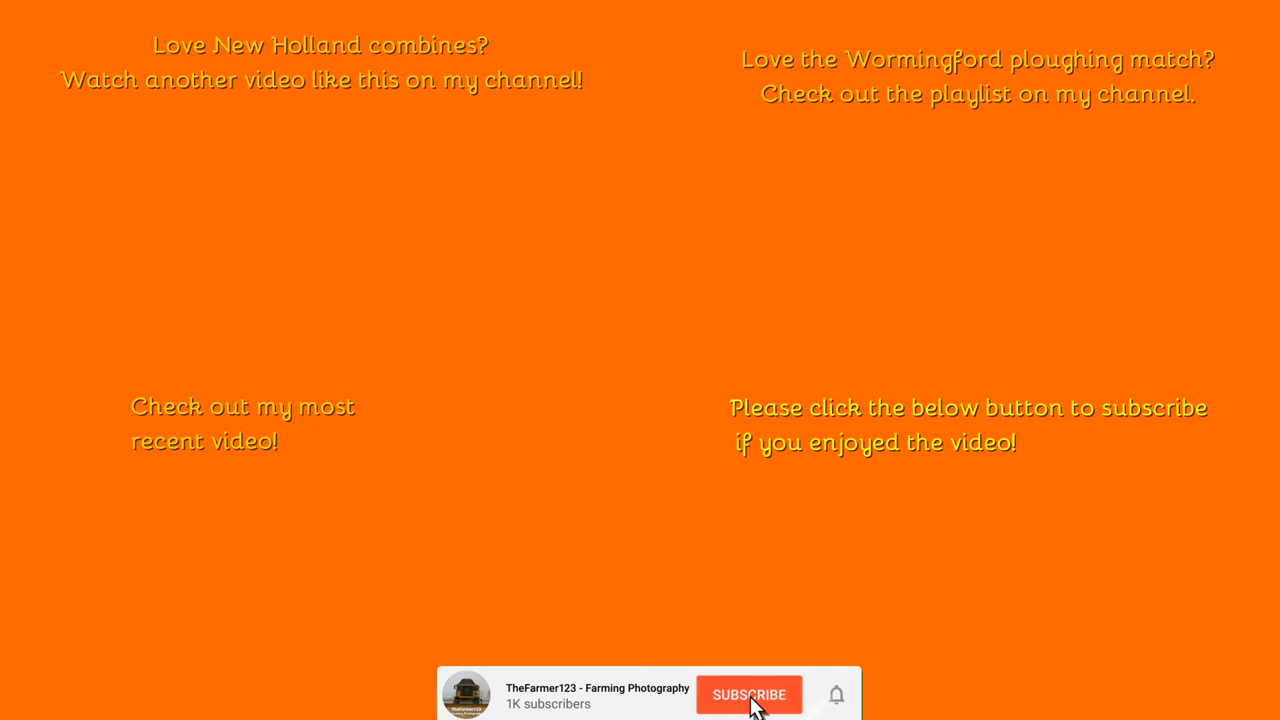 Love New Holland combines?
Watch another video like this on my channel!
Love the Wormingford ploughing match?
Check out the playlist on my channel.
Check out my most
recent video!
Please click the below button to subscribe
if you enjoyed the video!
TheFarmer123 - Farming Photography
1K subscribers
SUBSCRIBE